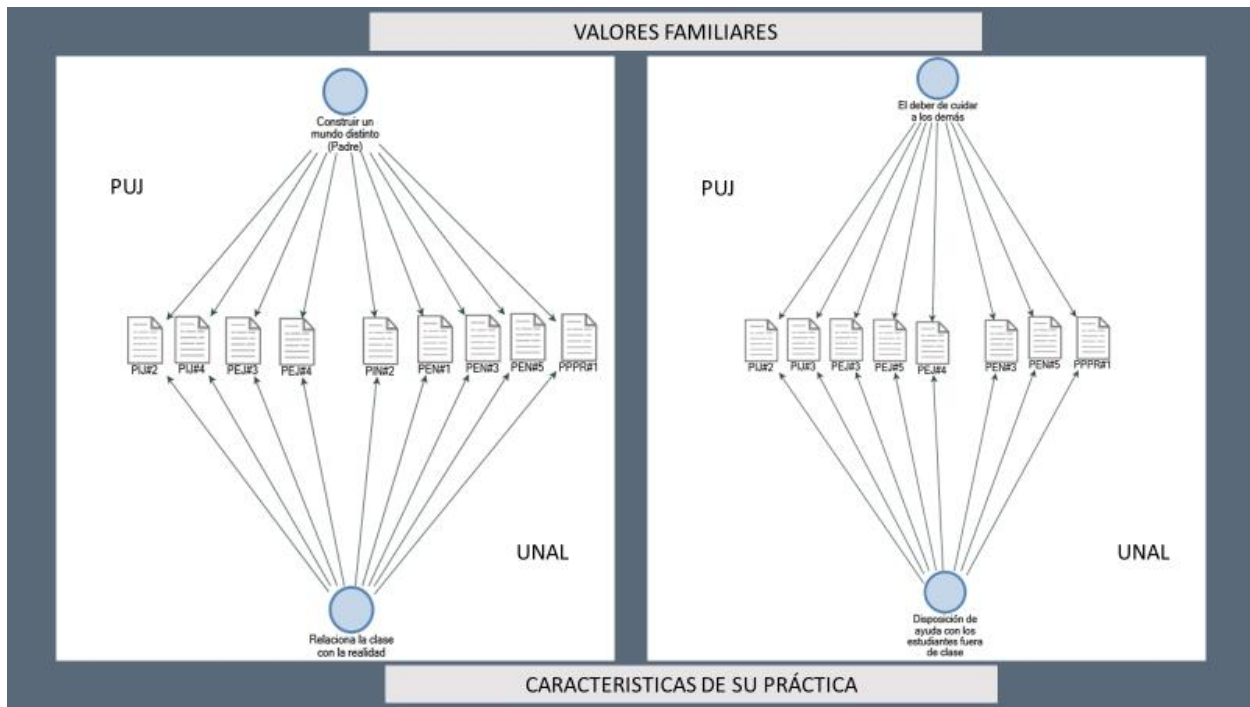 VALORES FAMILIARES
Construir un
mundo distinto
(Padre)
PUJ
PIJ#2
PIJ#4
PEJ#3
PEJ#4
PIN#2
PEN#1
PEN#3
PEN#5
PPPR#1
UNAL
Relaciona la clase
con la realidad
El deber de cuidar
a los demás
PUJ
PIJ#2
PIJ#3
PEJ#3
PEJ#5
PEJ#4
PEN#3
PEN#5
PPPR#1
UNAL
Disposición de
ayuda con los
estudiantes fuera
de clase
CARACTERISTICAS DE SU PRÁCTICA